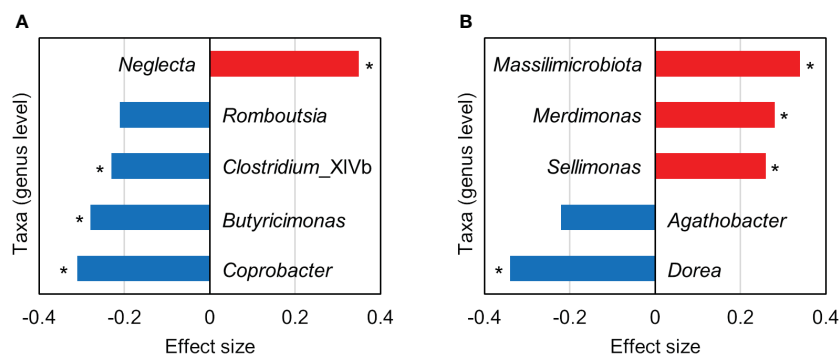 A
Taxa (genus level)
Neglecta
*
Romboutsia
*
Clostridium_XIVb
*
Butyricimonas
*
Coprobacter
-0.4 -0.2 0 0.2 0.4
Effect size
B
Taxa (genus level)
Massilimicrobiota
*
Merdimonas
*
Sellimonas
*
Agathobacter
*
Dorea
-0.4 -0.2 0 0.2 0.4
Effect size